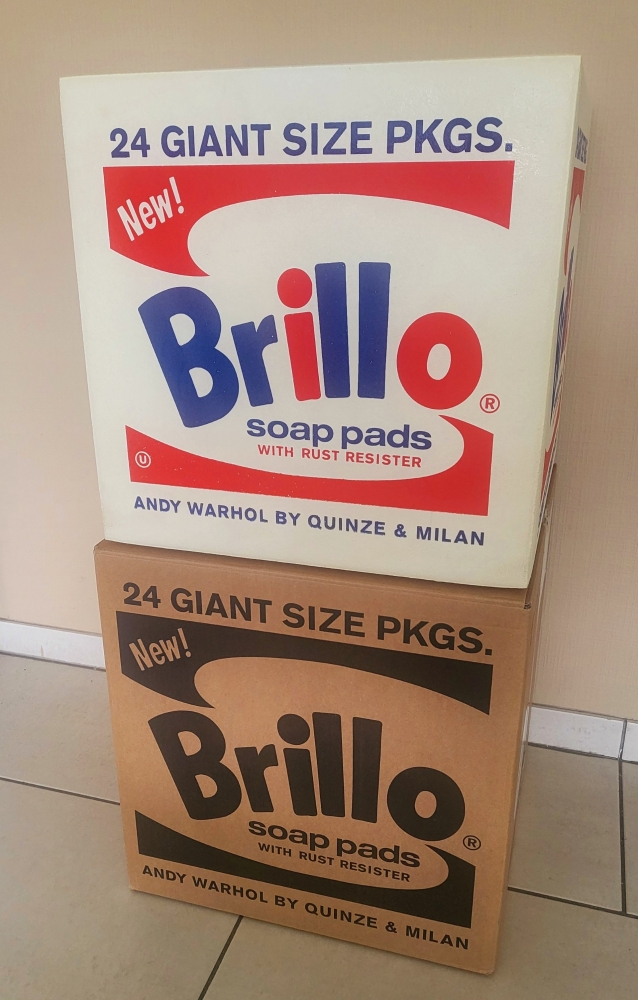 24 GIANT SIZE PKGS.
New!
Brillo®
soap pads
WITH RUST RESISTER
Ⓤ
ANDY WARHOL BY QUINZE & MILAN
24 GIANT SIZE PKGS.
New!
Brillo®
soap pads
WITH RUST RESISTER
ANDY WARHOL BY QUINZE & MILAN